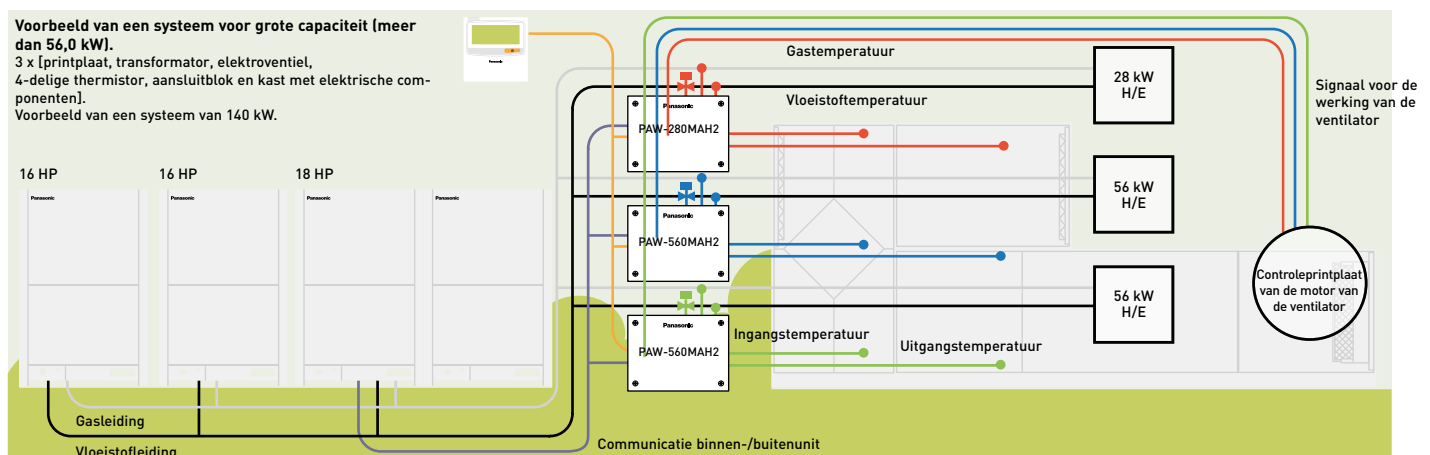 Voorbeeld van een systeem voor grote capaciteit (meer
dan 56,0 kW).
3 x [printplaat, transformator, elektroventiel,
4-delige thermistor, aansluitblok en kast met elektrische com-
ponenten].
Voorbeeld van een systeem van 140 kW.
Panasonic
Gastemperatuur
Vloeistoftemperatuur
28 kW
H/E
Signaal voor de
werking van de
ventilator
Panasonic
PAW-280MAH2
16 HP
16 HP
18 HP
Panasonic
Panasonic
Panasonic
Panasonic
56 kW
H/E
Panasonic
PAW-560MAH2
Controleprintplaat
van de motor van
de ventilator
56 kW
H/E
Panasonic
PAW-560MAH2
Ingangstemperatuur
Uitgangstemperatuur
Gasleiding
Vloeistofleiding
Communicatie binnen-/buitenunit